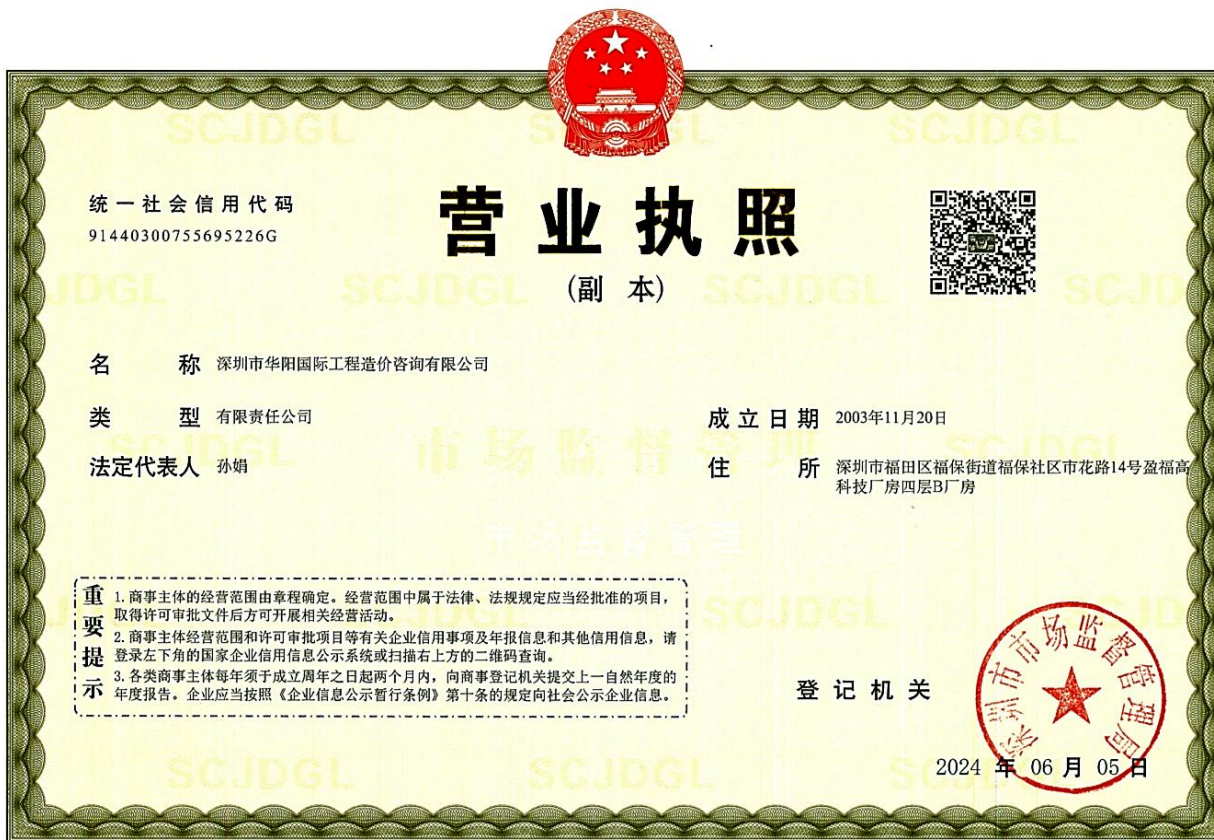 统一社会信用代码
91440300755695226G
营业执照
(副 本)
名 称 深圳市华阳国际工程造价咨询有限公司
类 型 有限责任公司
成立日期 2003年11月20日
法定代表人 孙娟
住 所 深圳市福田区福保街道福保社区市花路14号盈福高
科技厂房四层B厂房
重要提示
1. 商事主体的经营范围由章程确定。经营范围中属于法律、法规规定应当经批准的项目，
取得许可审批文件后方可开展相关经营活动。
2. 商事主体经营范围和许可审批项目等有关企业信用事项及年报信息和其他信用信息，请
登录左下角的国家企业信用信息公示系统或扫描右上方的二维码查询。
3. 各类商事主体每年须于成立周年之日起两个月内，向商事登记机关提交上一自然年度的
年度报告。企业应当按照《企业信息公示暂行条例》第十条的规定向社会公示企业信息。
登记机关
深圳市市场监督管理局
2024 年 06 月 05 日
SCJDGL
市场监督管理
市场监督管理